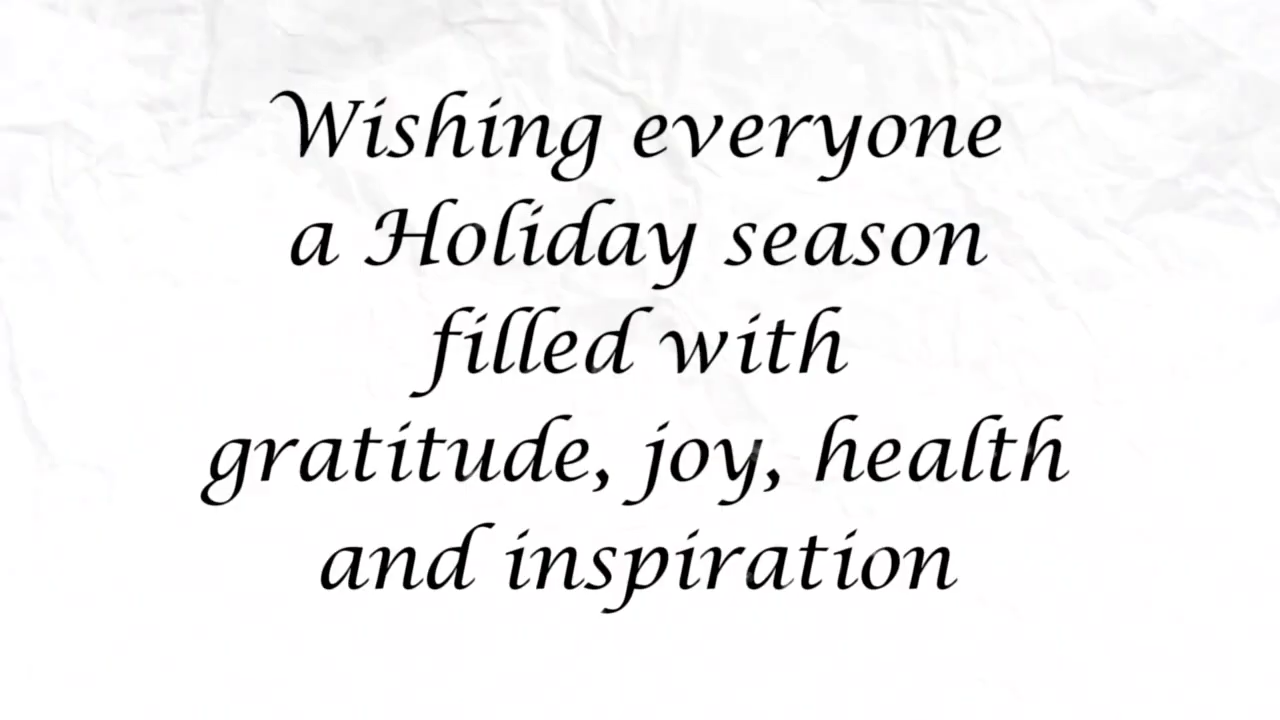 Wishing everyone
a Holiday season
filled with
gratitude, joy, health
and inspiration